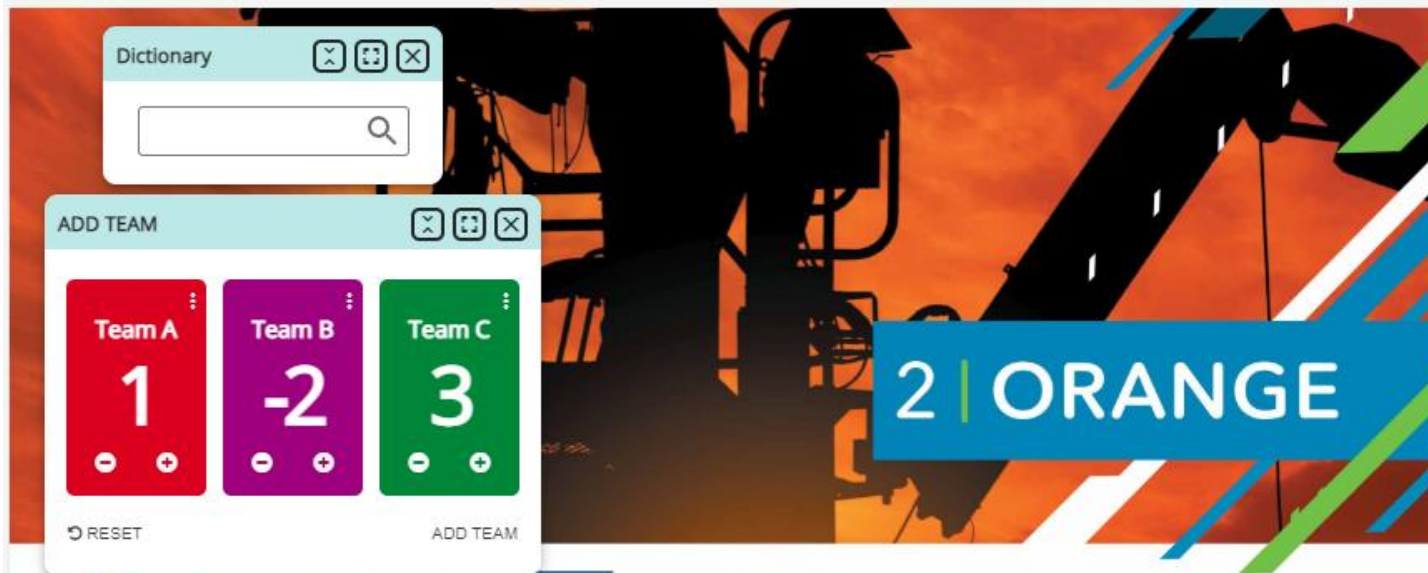 Dictionary
ADD TEAM
Team A
1
Team B
-2
Team C
3
RESET
ADD TEAM
2 | ORANGE